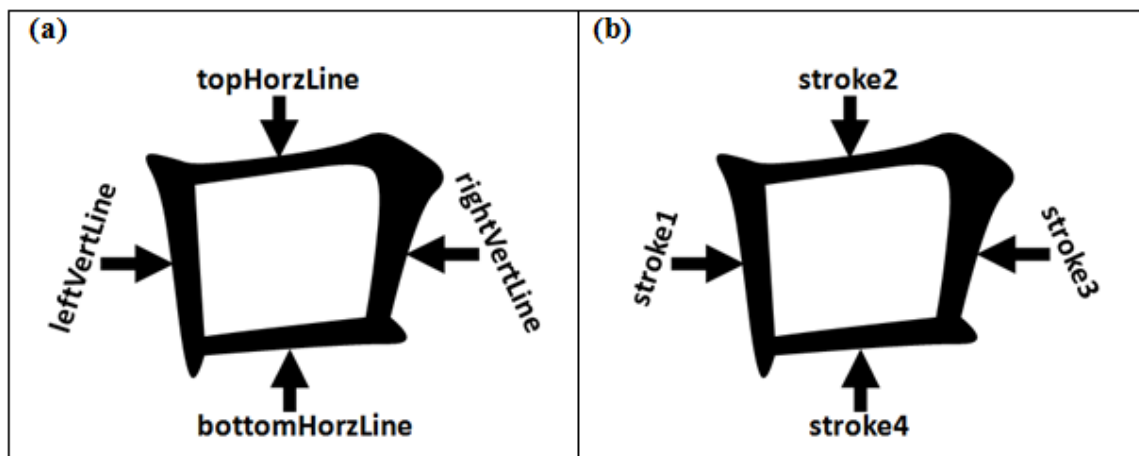 (a)
topHorzLine
leftVertLine
rightVertLine
bottomHorzLine
(b)
stroke2
stroke1
stroke3
stroke4